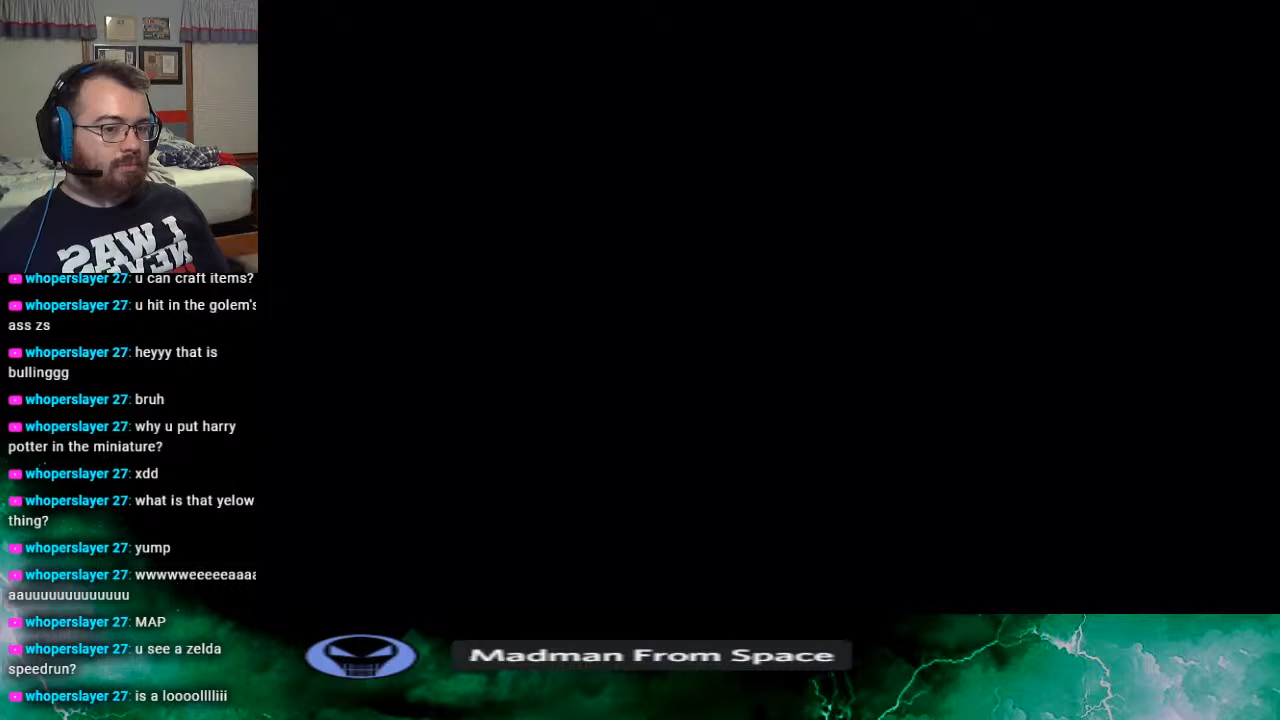 I WAS
NEVE
whoperslayer 27: u can craft items?
whoperslayer 27: u hit in the golem's
ass zs
whoperslayer 27: heyyy that is
bullinggg
whoperslayer 27: bruh
whoperslayer 27: why u put harry
potter in the miniature?
whoperslayer 27: xdd
whoperslayer 27: what is that yelow
thing?
whoperslayer 27: yump
whoperslayer 27: wwwwweeeeeaaaa
aauuuuuuuuuuuuu
whoperslayer 27: MAP
whoperslayer 27: u see a zelda
speedrun?
whoperslayer 27: is a loooollllliii
Madman From Space